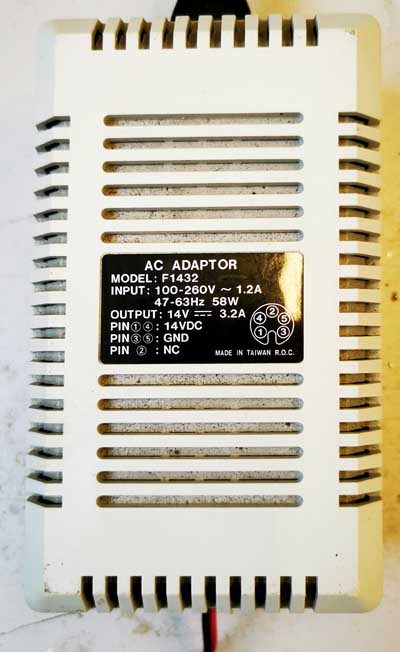 AC ADAPTOR
MODEL: F1432
INPUT: 100-260V ~ 1.2A
47-63Hz 58W
OUTPUT: 14V ⎓ 3.2A
PIN①④: 14VDC
PIN③⑤: GND
PIN ② : NC
④ ② ⑤
① ③
MADE IN TAIWAN R.O.C.